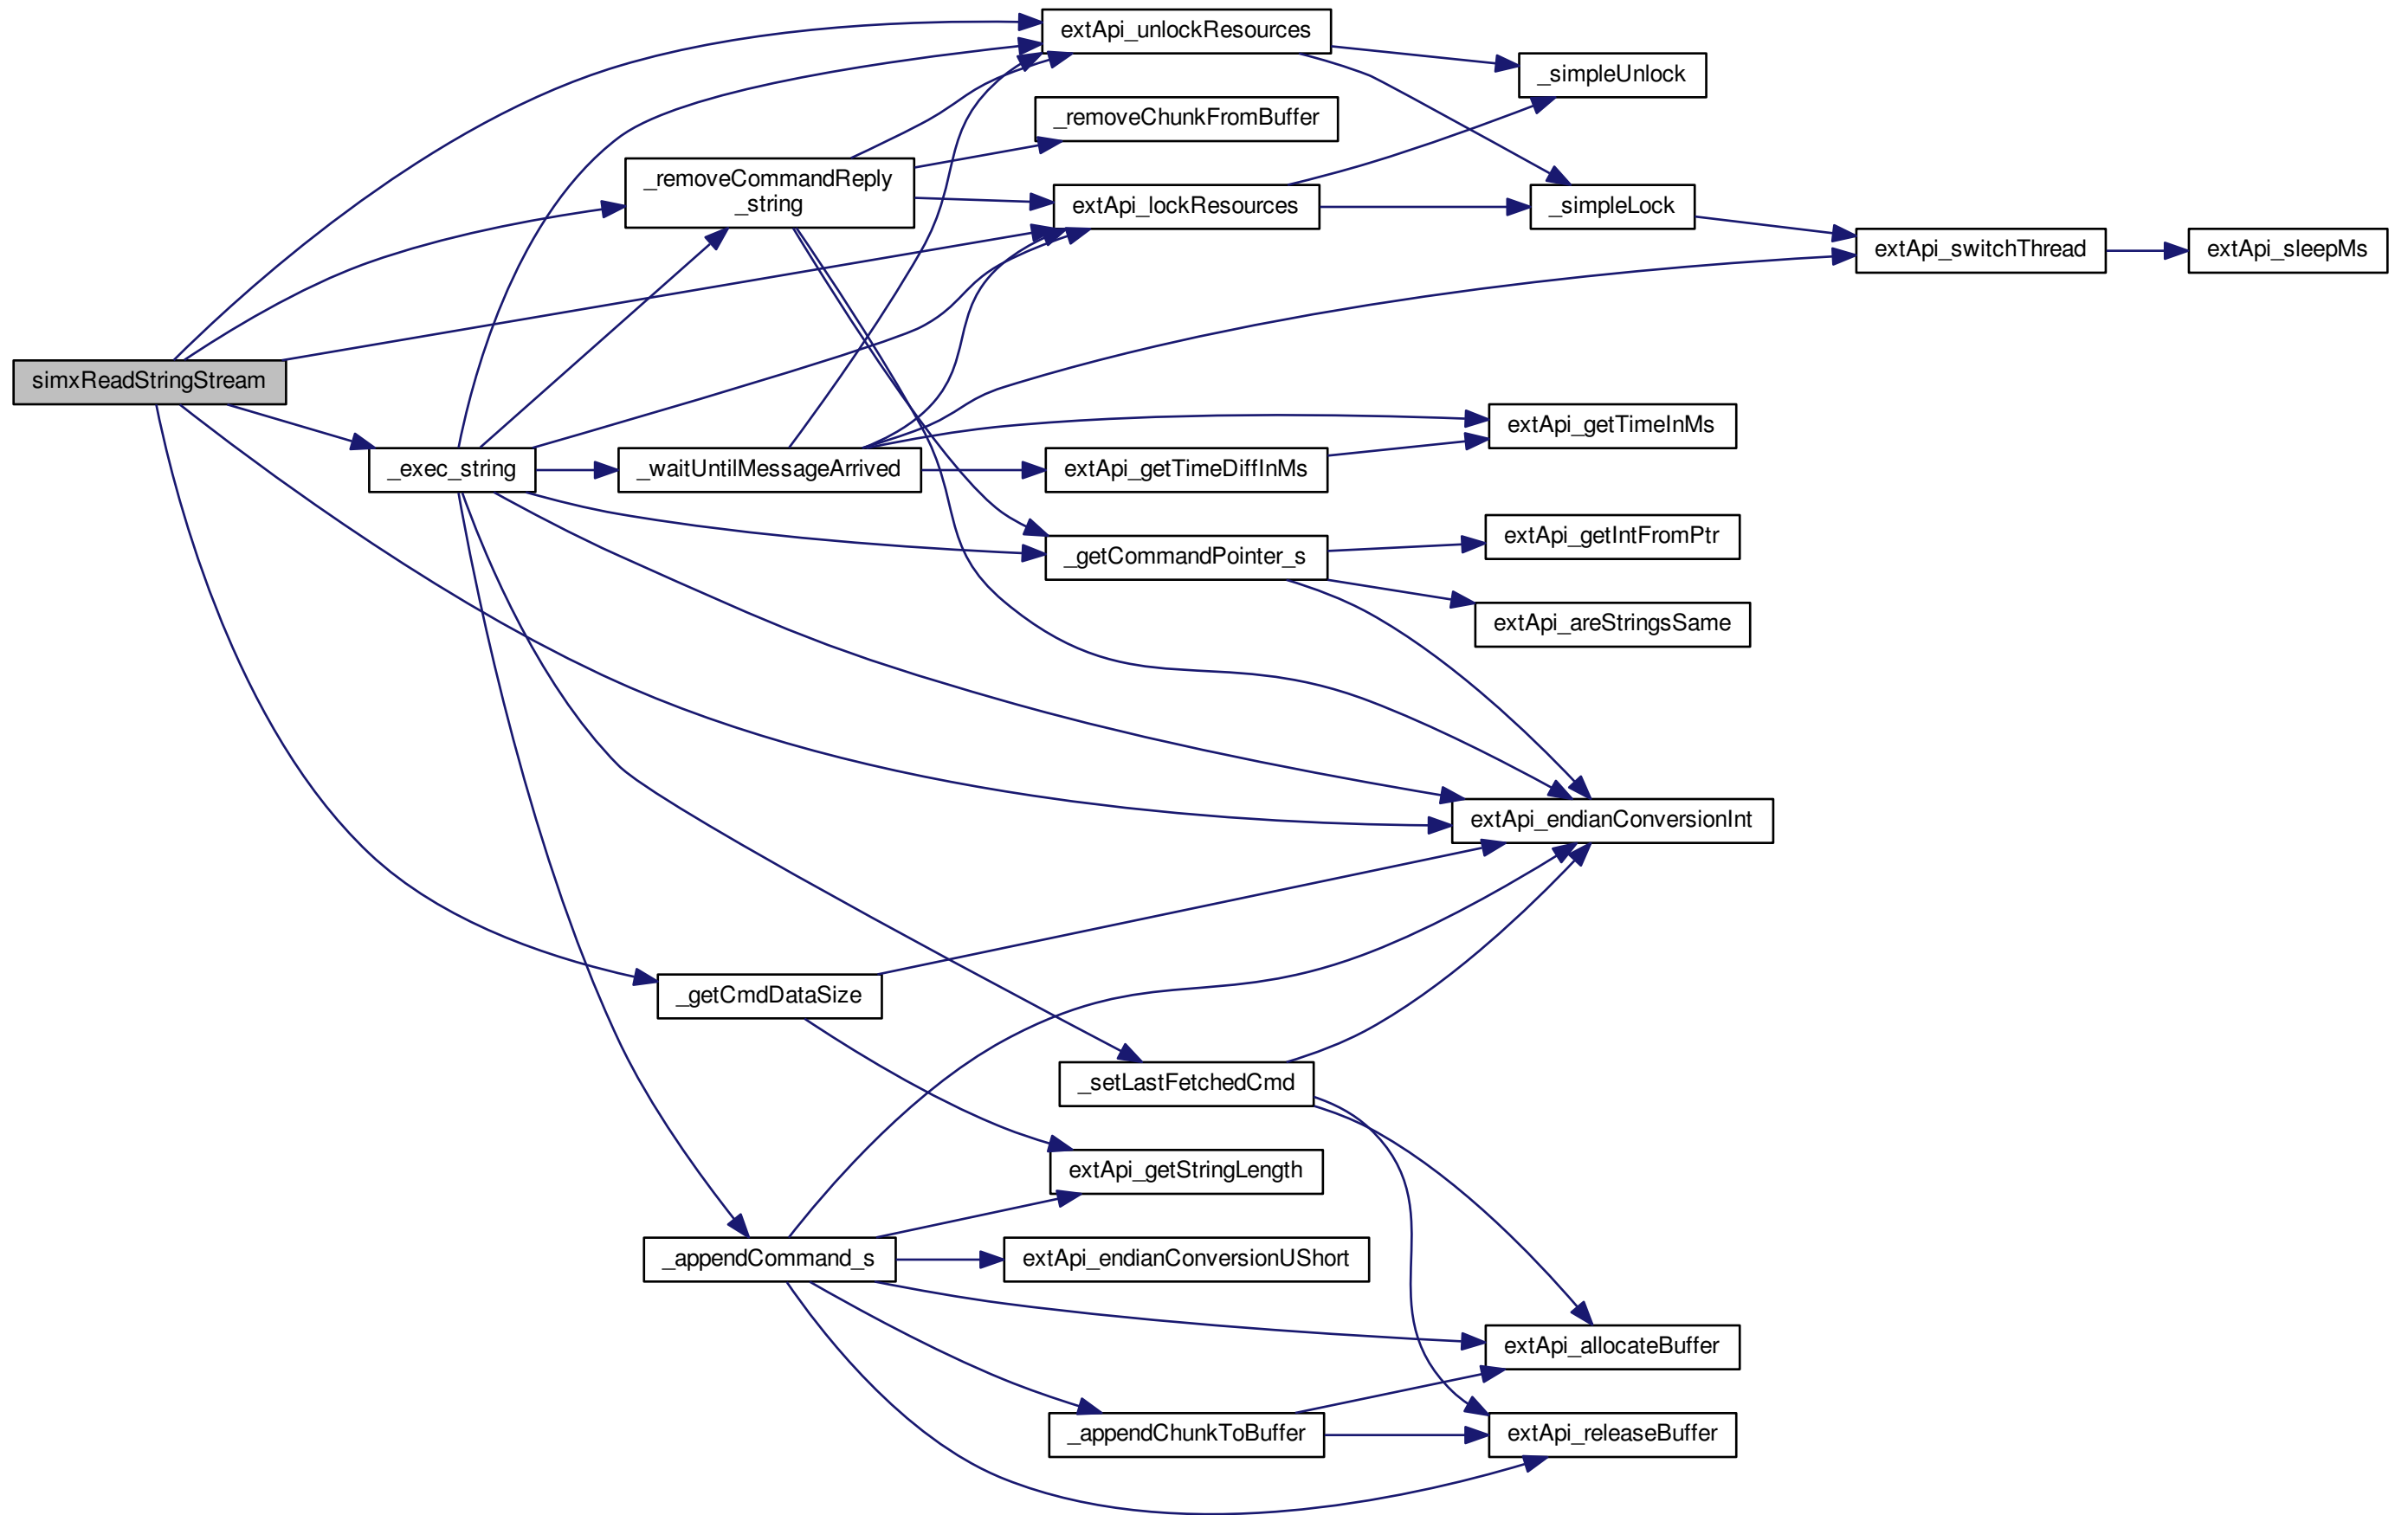 extApi_unlockResources
_simpleUnlock
_removeChunkFromBuffer
_removeCommandReply
_string
extApi_lockResources
_simpleLock
extApi_switchThread
extApi_sleepMs
simxReadStringStream
extApi_getTimeInMs
_exec_string
_waitUntilMessageArrived
extApi_getTimeDiffInMs
extApi_getIntFromPtr
_getCommandPointer_s
extApi_areStringsSame
extApi_endianConversionInt
_getCmdDataSize
_setLastFetchedCmd
extApi_getStringLength
_appendCommand_s
extApi_endianConversionUShort
extApi_allocateBuffer
_appendChunkToBuffer
extApi_releaseBuffer